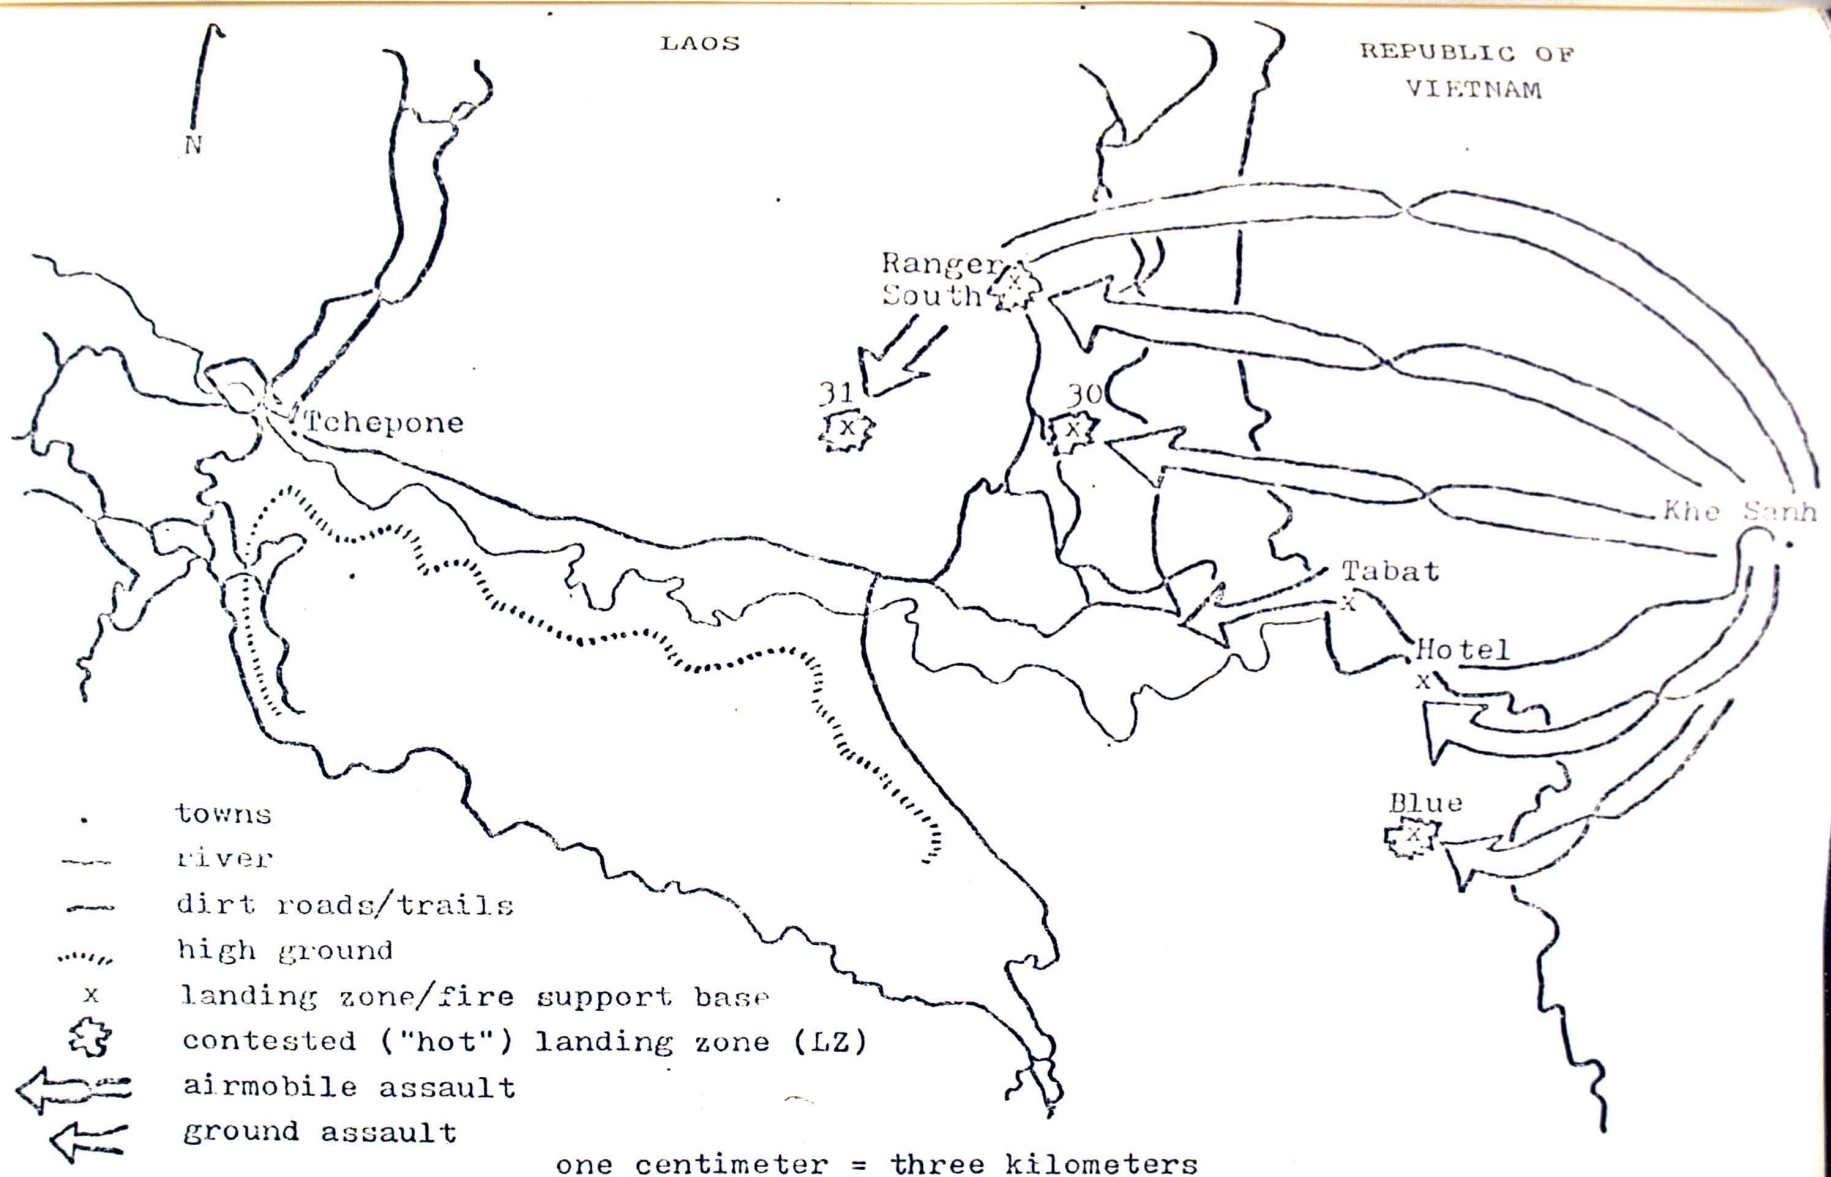 LAOS
REPUBLIC OF
VIETNAM
N
Ranger
South
x
31
x
30
x
Tchepone
Khe Sanh
Tabat
x
Hotel
x
Blue
x
towns
river
dirt roads/trails
high ground
x landing zone/fire support base
contested ("hot") landing zone (LZ)
airmobile assault
ground assault
one centimeter = three kilometers